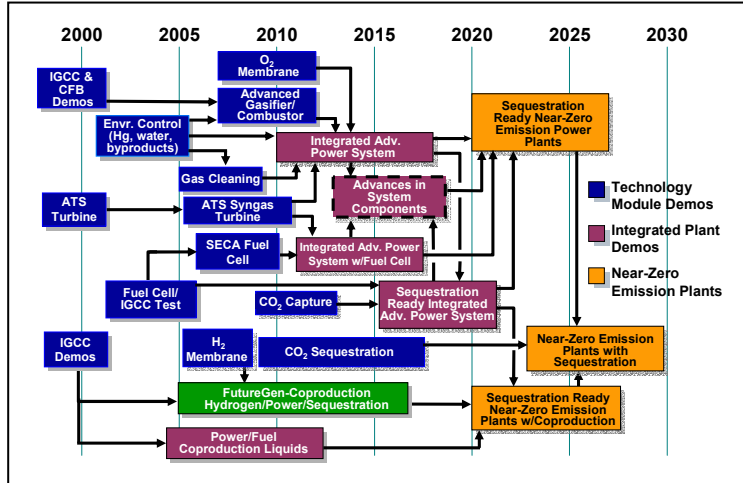 2000 2005 2010 2015 2020 2025 2030
IGCC &
CFB
Demos
O2
Membrane
Advanced
Gasifier/
Combustor
Sequestration
Ready Near-Zero
Emission Power
Plants
Envr. Control
(Hg, water,
byproducts)
Integrated Adv.
Power System
Gas Cleaning
Advances in
System
Components
Technology
Module Demos
ATS
Turbine
ATS Syngas
Turbine
Integrated Plant
Demos
SECA Fuel
Cell
Integrated Adv. Power
System w/Fuel Cell
Near-Zero
Emission Plants
Fuel Cell/
IGCC Test
CO2 Capture
Sequestration
Ready Integrated
Adv. Power System
IGCC
Demos
H2
Membrane
CO2 Sequestration
Near-Zero Emission
Plants with
Sequestration
FutureGen-Coproduction
Hydrogen/Power/Sequestration
Sequestration Ready
Near-Zero Emission
Plants w/Coproduction
Power/Fuel
Coproduction Liquids